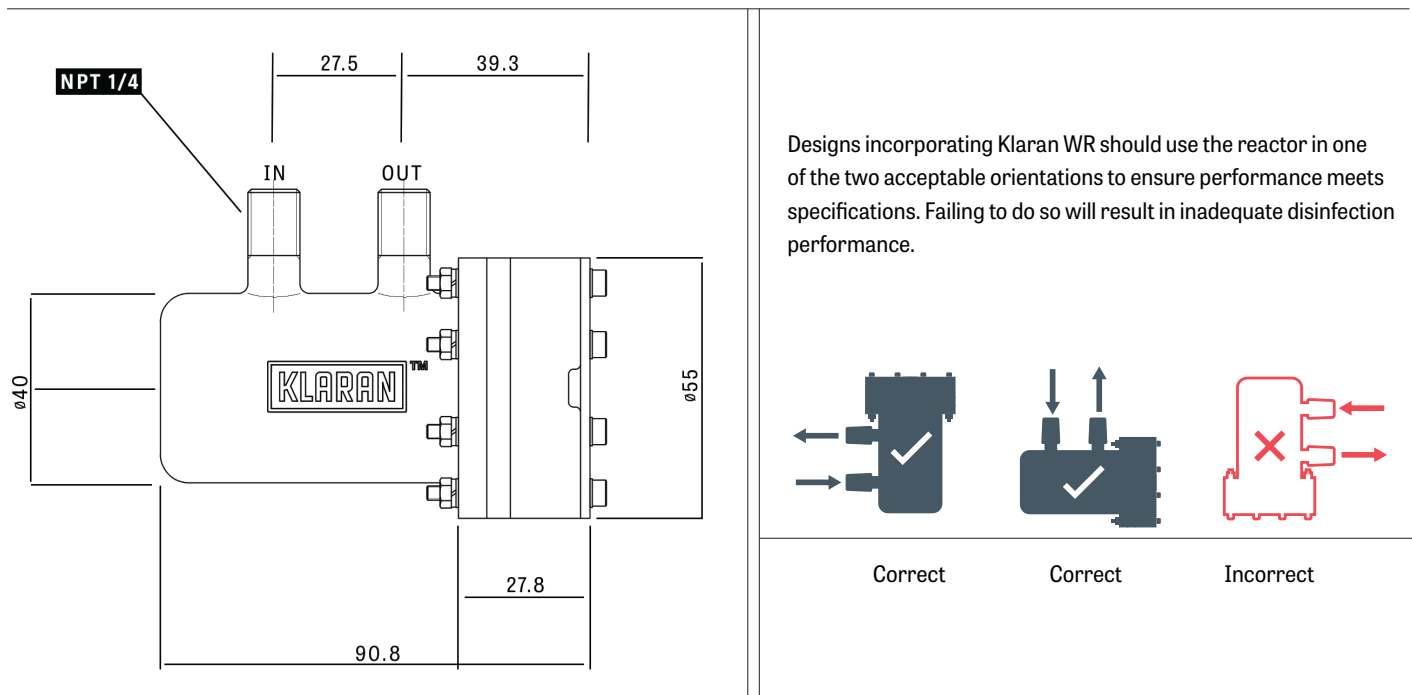 27.5
39.3
NPT 1/4
IN
OUT
KLARAN™
ø40
ø55
27.8
90.8
Designs incorporating Klaran WR should use the reactor in one
of the two acceptable orientations to ensure performance meets
specifications. Failing to do so will result in inadequate disinfection
performance.
Correct
Correct
Incorrect